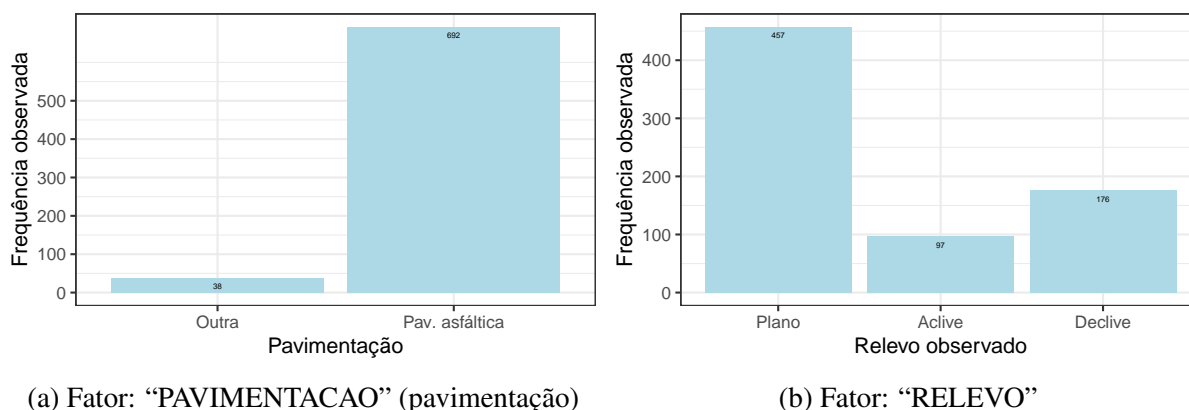 Frequência observada
500
400
300
200
100
0
692
38
Outra
Pav. asfáltica
Pavimentação
(a) Fator: “PAVIMENTACAO” (pavimentação)
Frequência observada
400
300
200
100
0
457
97
176
Plano
Aclive
Declive
Relevo observado
(b) Fator: “RELEVO”